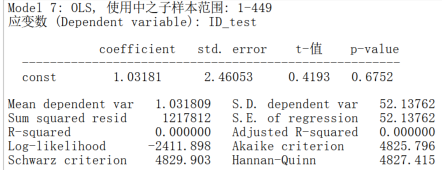 Model 7: OLS, 使用中之子样本范围: 1-449
应变数 (Dependent variable): ID_test
coefficient std. error t-值 p-value
const 1.03181 2.46053 0.4193 0.6752
Mean dependent var 1.031809 S.D. dependent var 52.13762
Sum squared resid 1217812 S.E. of regression 52.13762
R-squared 0.000000 Adjusted R-squared 0.000000
Log-likelihood -2411.898 Akaike criterion 4825.796
Schwarz criterion 4829.903 Hannan-Quinn 4827.415